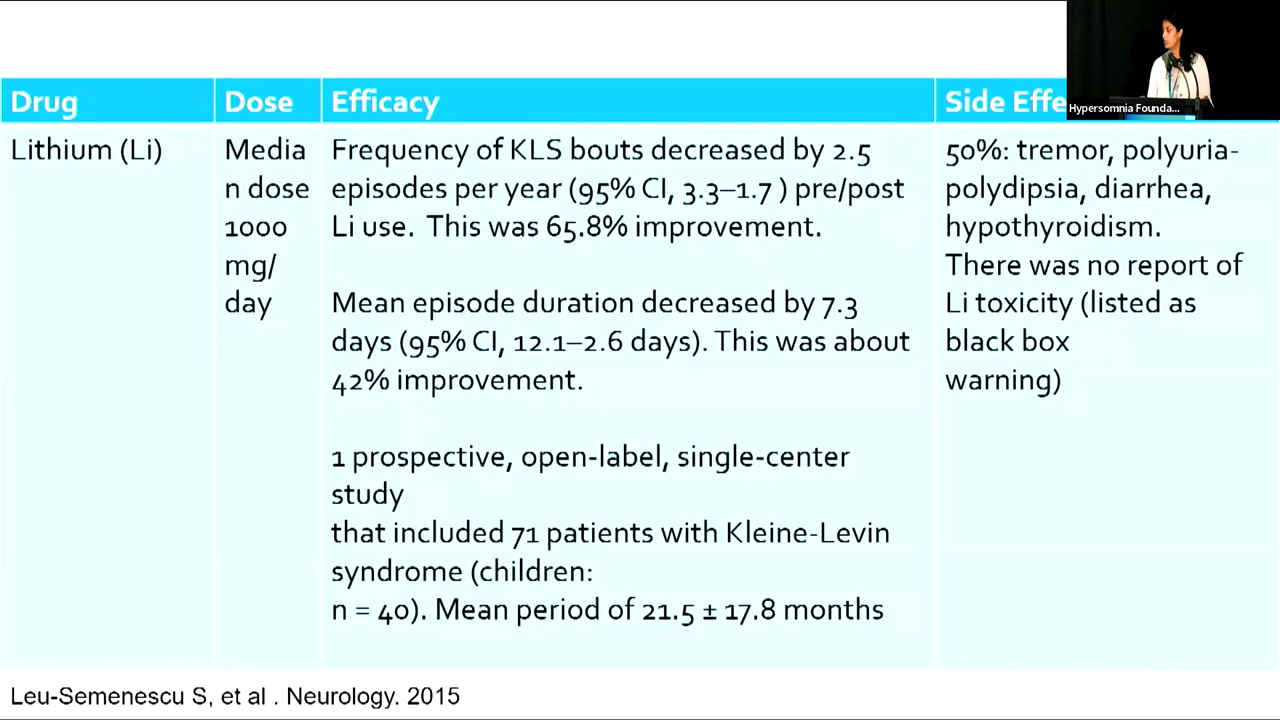 Drug
Dose
Efficacy
Side Effe
Hypersomnia Founda...
Lithium (Li)
Media
n dose
1000
mg/
day
Frequency of KLS bouts decreased by 2.5
episodes per year (95% CI, 3.3–1.7 ) pre/post
Li use. This was 65.8% improvement.
Mean episode duration decreased by 7.3
days (95% CI, 12.1–2.6 days). This was about
42% improvement.
1 prospective, open-label, single-center
study
that included 71 patients with Kleine-Levin
syndrome (children:
n = 40). Mean period of 21.5 ± 17.8 months
50%: tremor, polyuria-
polydipsia, diarrhea,
hypothyroidism.
There was no report of
Li toxicity (listed as
black box
warning)
Leu-Semenescu S, et al . Neurology. 2015